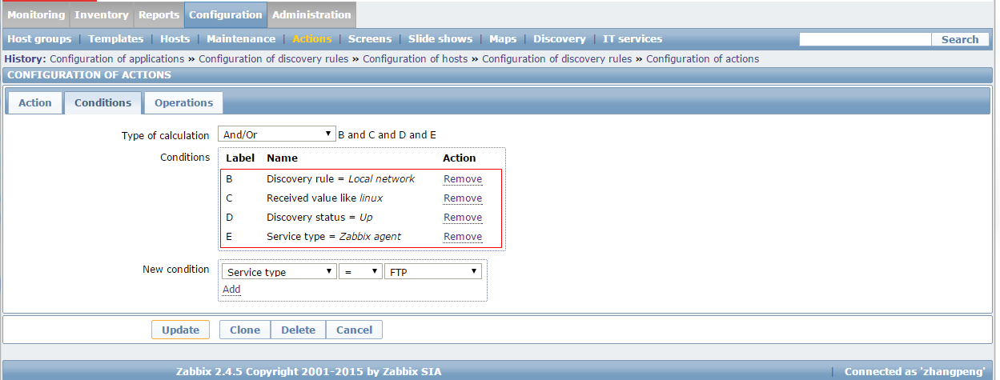 Monitoring Inventory Reports Configuration Administration
Host groups | Templates | Hosts | Maintenance | Actions | Screens | Slide shows | Maps | Discovery | IT services Search
History: Configuration of applications » Configuration of discovery rules » Configuration of hosts » Configuration of discovery rules » Configuration of actions
CONFIGURATION OF ACTIONS
Action Conditions Operations
Type of calculation And/Or B and C and D and E
Conditions Label Name Action
B Discovery rule = Local network Remove
C Received value like linux Remove
D Discovery status = Up Remove
E Service type = Zabbix agent Remove
New condition Service type = FTP
Add
Update Clone Delete Cancel
Zabbix 2.4.5 Copyright 2001-2015 by Zabbix SIA | Connected as 'zhangpeng'